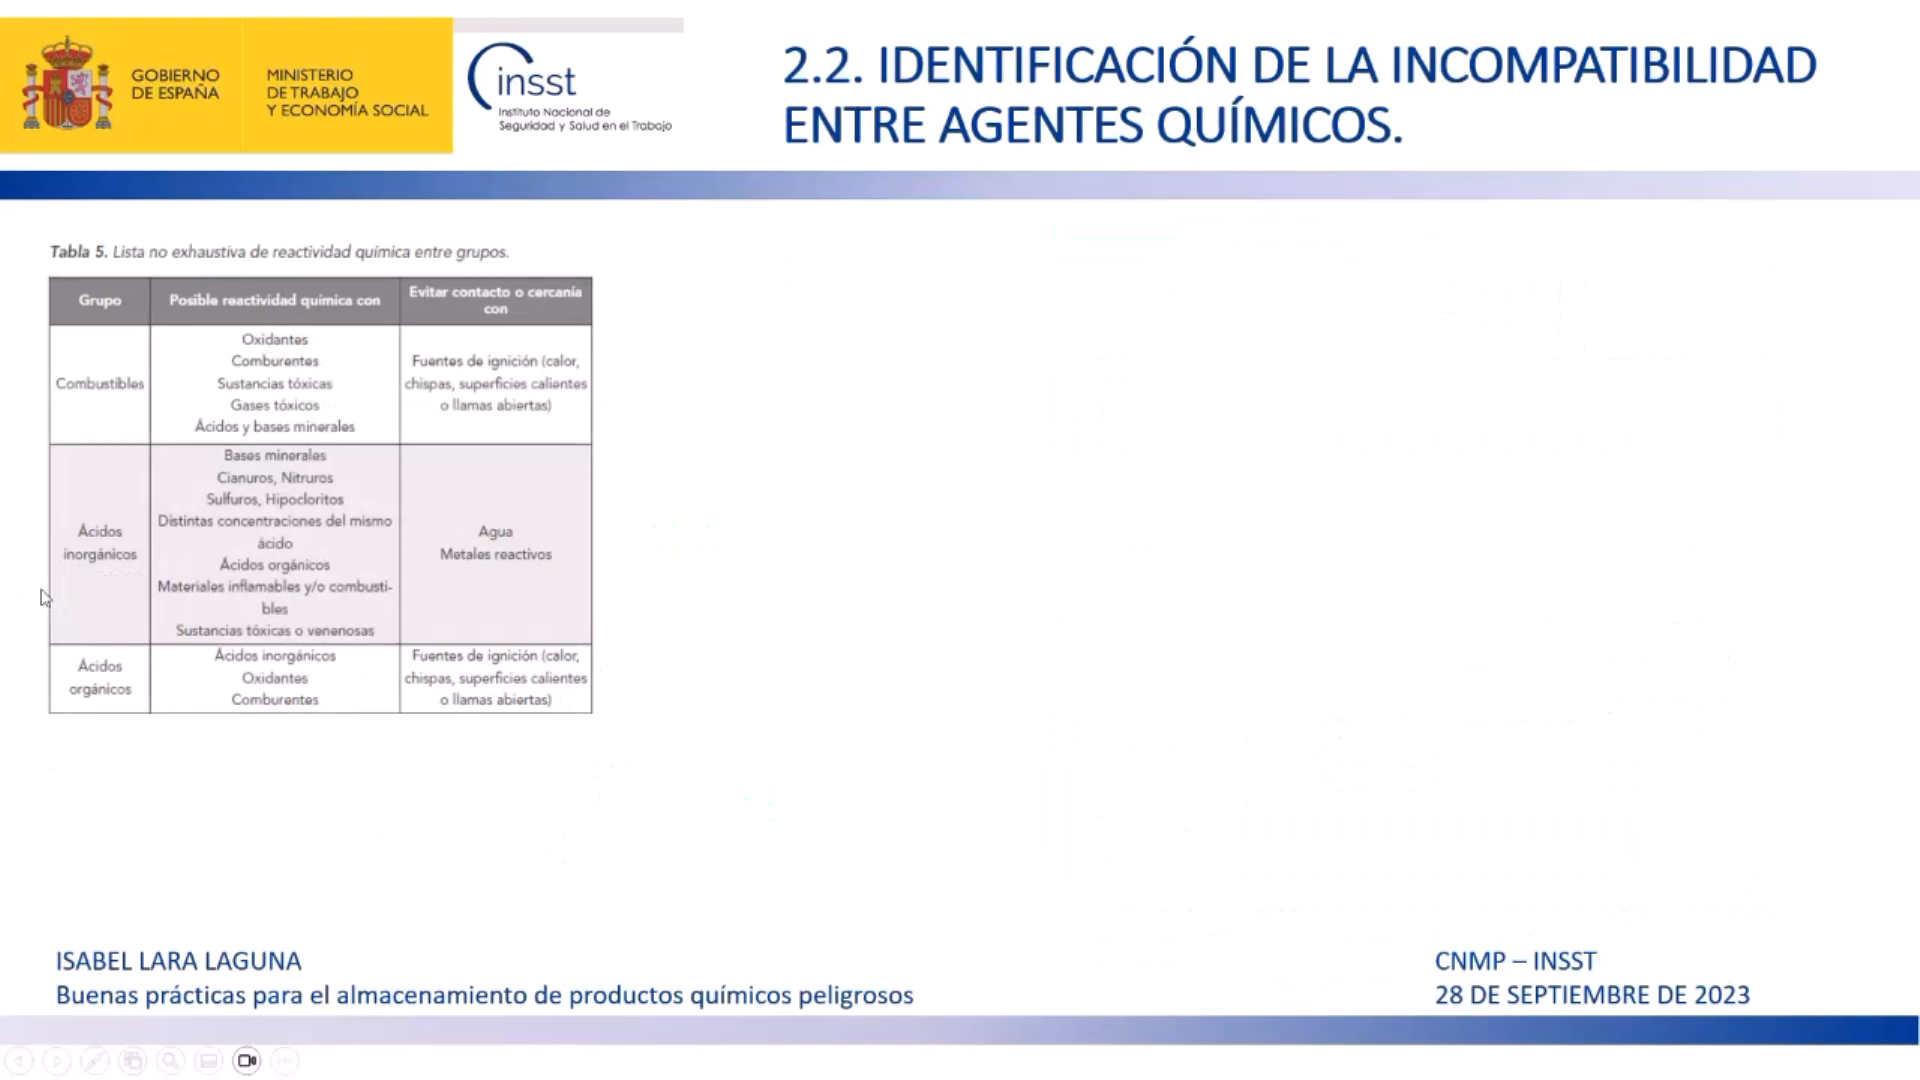 GOBIERNO
DE ESPAÑA
MINISTERIO
DE TRABAJO
Y ECONOMÍA SOCIAL
insst
Instituto Nacional de
Seguridad y Salud en el Trabajo
2.2. IDENTIFICACIÓN DE LA INCOMPATIBILIDAD
ENTRE AGENTES QUÍMICOS.
Tabla 5. Lista no exhaustiva de reactividad química entre grupos.
Grupo
Posible reactividad química con
Evitar contacto o cercanía
con
Combustibles
Oxidantes
Comburentes
Sustancias tóxicas
Gases tóxicos
Ácidos y bases minerales
Fuentes de ignición (calor,
chispas, superficies calientes
o llamas abiertas)
Ácidos
inorgánicos
Bases minerales
Cianuros, Nitruros
Sulfuros, Hipocloritos
Distintas concentraciones del mismo
ácido
Ácidos orgánicos
Materiales inflamables y/o combusti-
bles
Sustancias tóxicas o venenosas
Agua
Metales reactivos
Ácidos
orgánicos
Ácidos inorgánicos
Oxidantes
Comburentes
Fuentes de ignición (calor,
chispas, superficies calientes
o llamas abiertas)
ISABEL LARA LAGUNA
Buenas prácticas para el almacenamiento de productos químicos peligrosos
CNMP – INSST
28 DE SEPTIEMBRE DE 2023